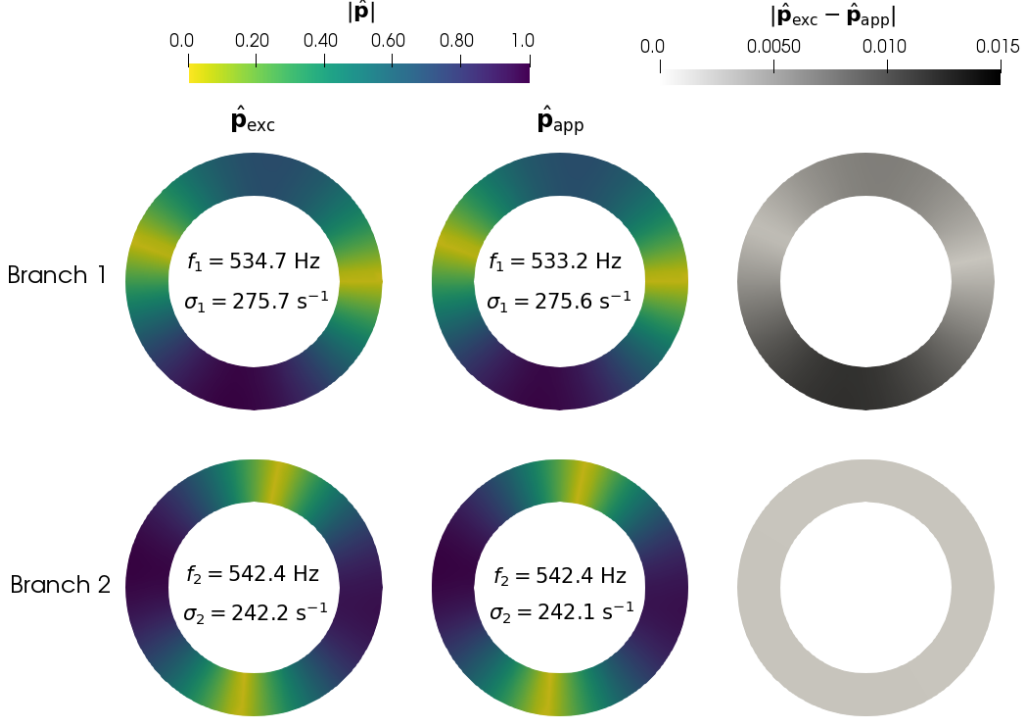 |p̂| |p̂exc − p̂app|
0.0 0.20 0.40 0.60 0.80 1.0 0.0 0.0050 0.010 0.015
p̂exc p̂app
Branch 1
f₁ = 534.7 Hz f₁ = 533.2 Hz
σ₁ = 275.7 s⁻¹ σ₁ = 275.6 s⁻¹
Branch 2
f₂ = 542.4 Hz f₂ = 542.4 Hz
σ₂ = 242.2 s⁻¹ σ₂ = 242.1 s⁻¹